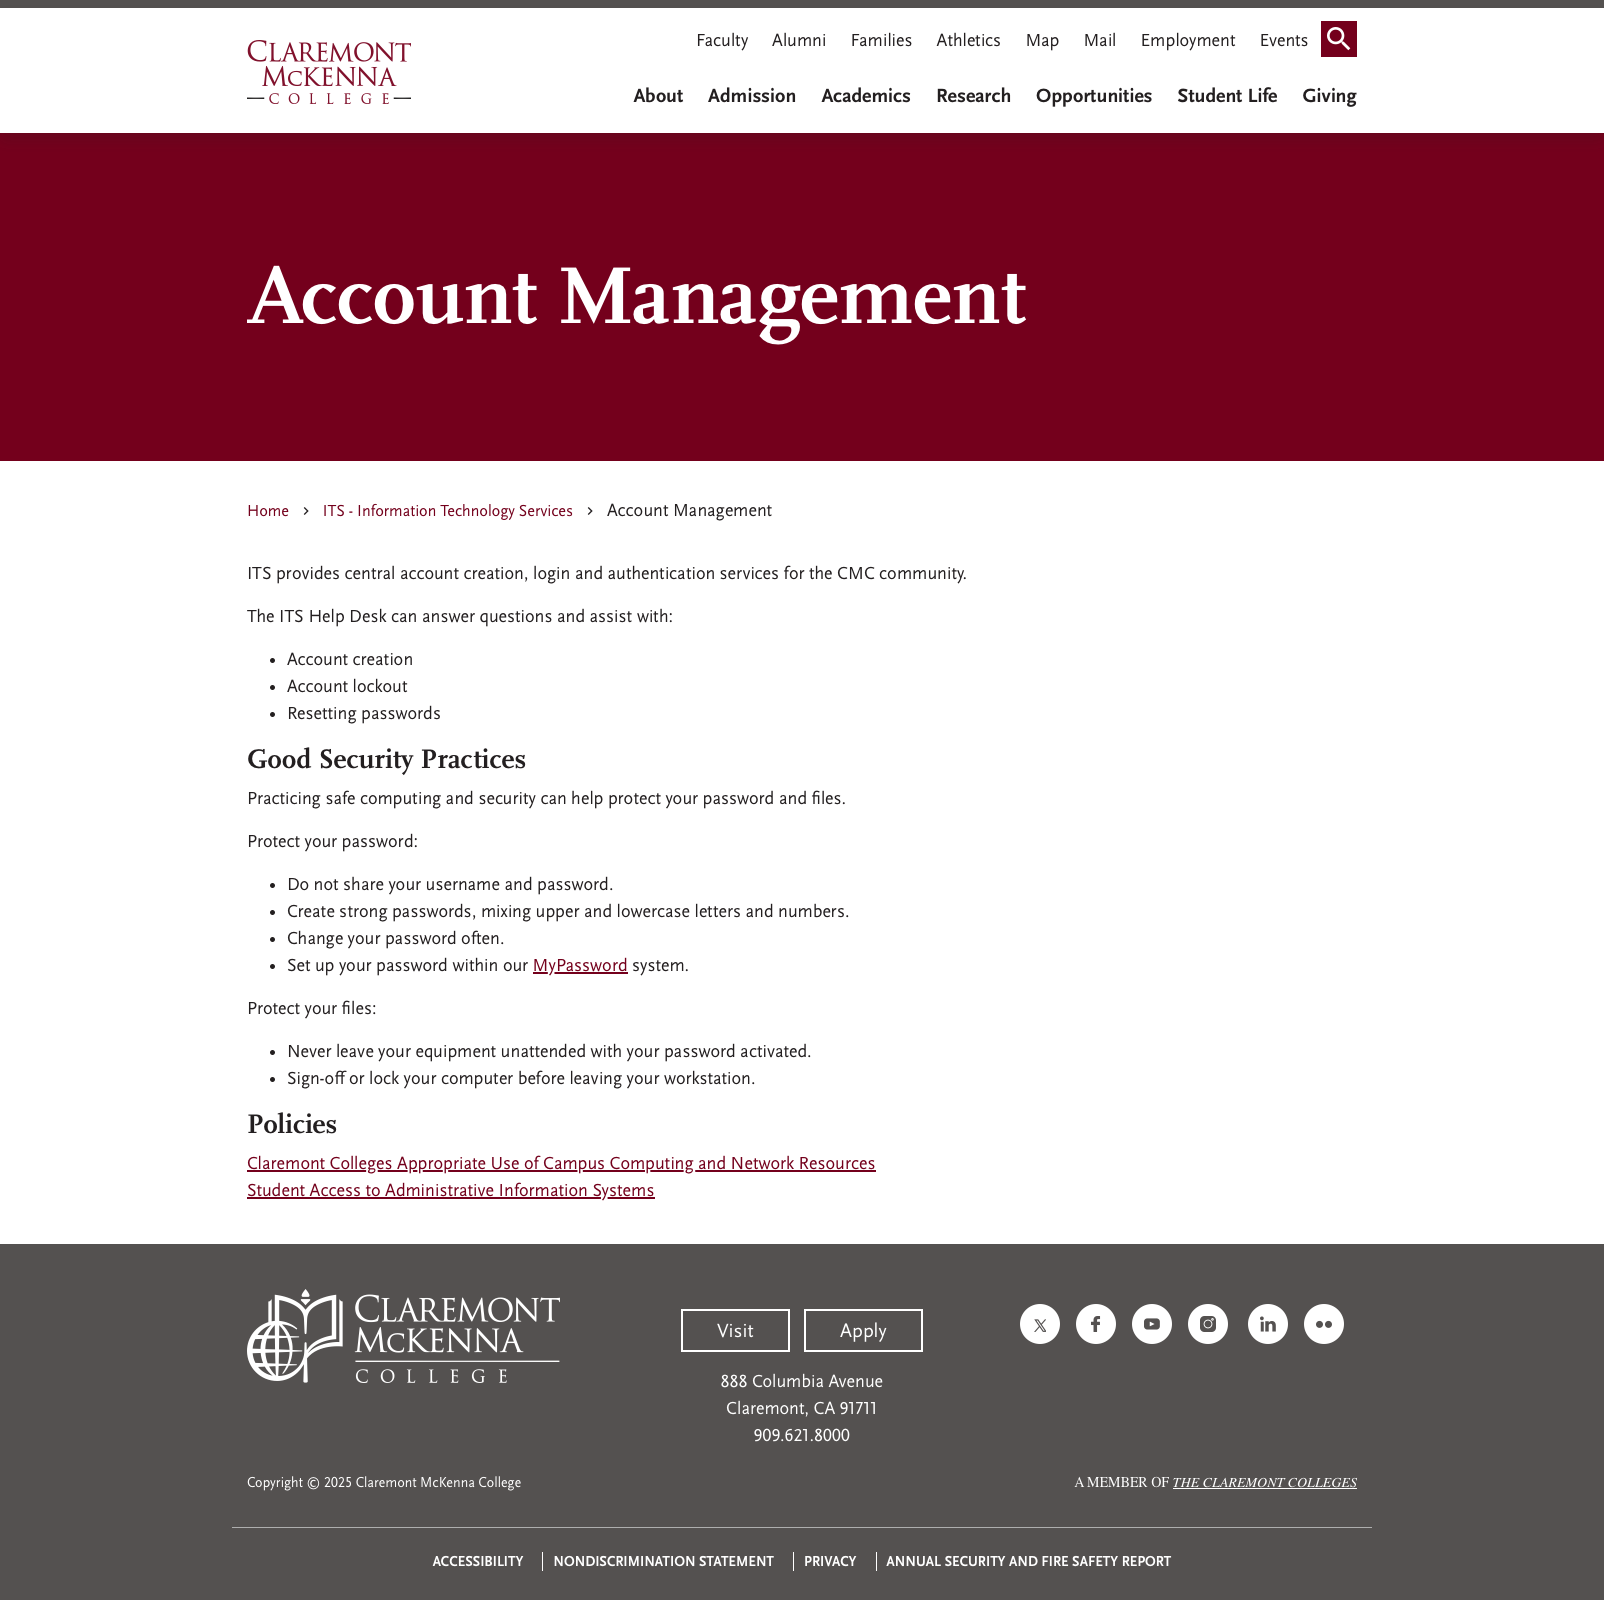 CLAREMONT
MCKENNA
COLLEGE
Faculty Alumni Families Athletics Map Mail Employment Events
About Admission Academics Research Opportunities Student Life Giving
Account Management
Home › ITS - Information Technology Services › Account Management
ITS provides central account creation, login and authentication services for the CMC community.
The ITS Help Desk can answer questions and assist with:
• Account creation
• Account lockout
• Resetting passwords
Good Security Practices
Practicing safe computing and security can help protect your password and files.
Protect your password:
• Do not share your username and password.
• Create strong passwords, mixing upper and lowercase letters and numbers.
• Change your password often.
• Set up your password within our MyPassword system.
Protect your files:
• Never leave your equipment unattended with your password activated.
• Sign-off or lock your computer before leaving your workstation.
Policies
Claremont Colleges Appropriate Use of Campus Computing and Network Resources
Student Access to Administrative Information Systems
CLAREMONT
MCKENNA
COLLEGE
Visit Apply
888 Columbia Avenue
Claremont, CA 91711
909.621.8000
Copyright © 2025 Claremont McKenna College
A MEMBER OF THE CLAREMONT COLLEGES
ACCESSIBILITY | NONDISCRIMINATION STATEMENT | PRIVACY | ANNUAL SECURITY AND FIRE SAFETY REPORT